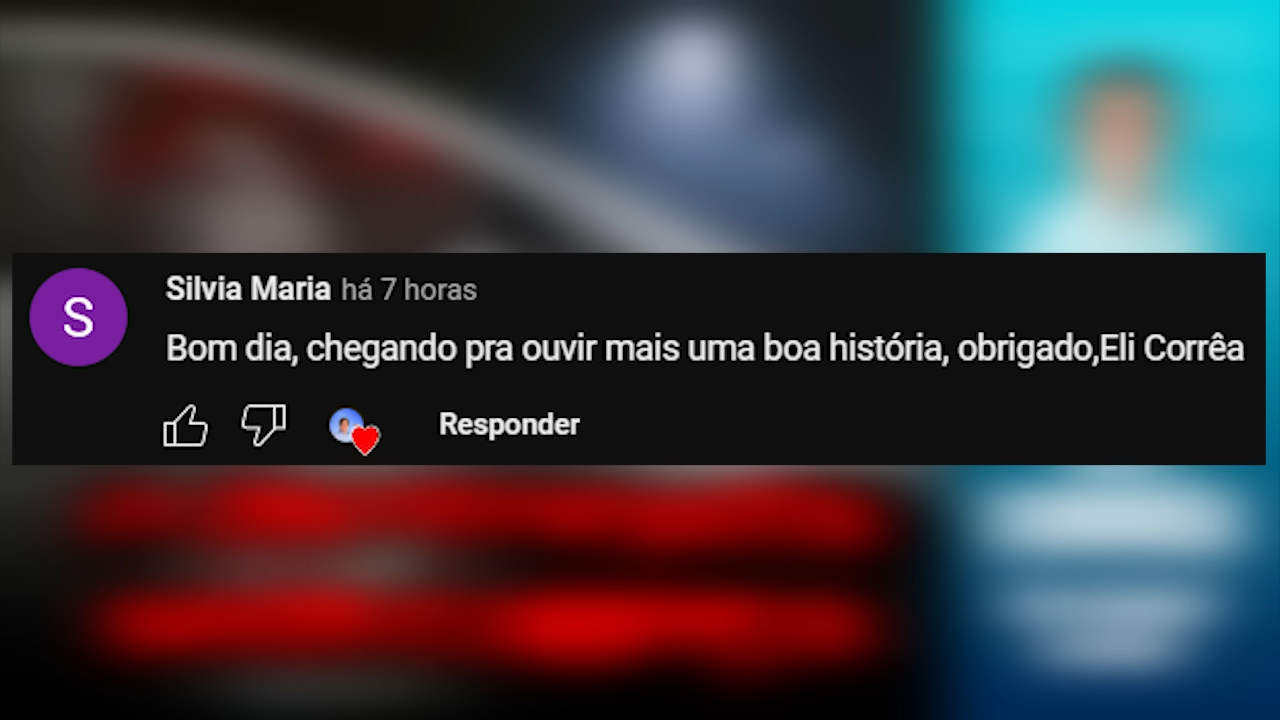 S
Silvia Maria há 7 horas
Bom dia, chegando pra ouvir mais uma boa história, obrigado,Eli Corrêa
Responder